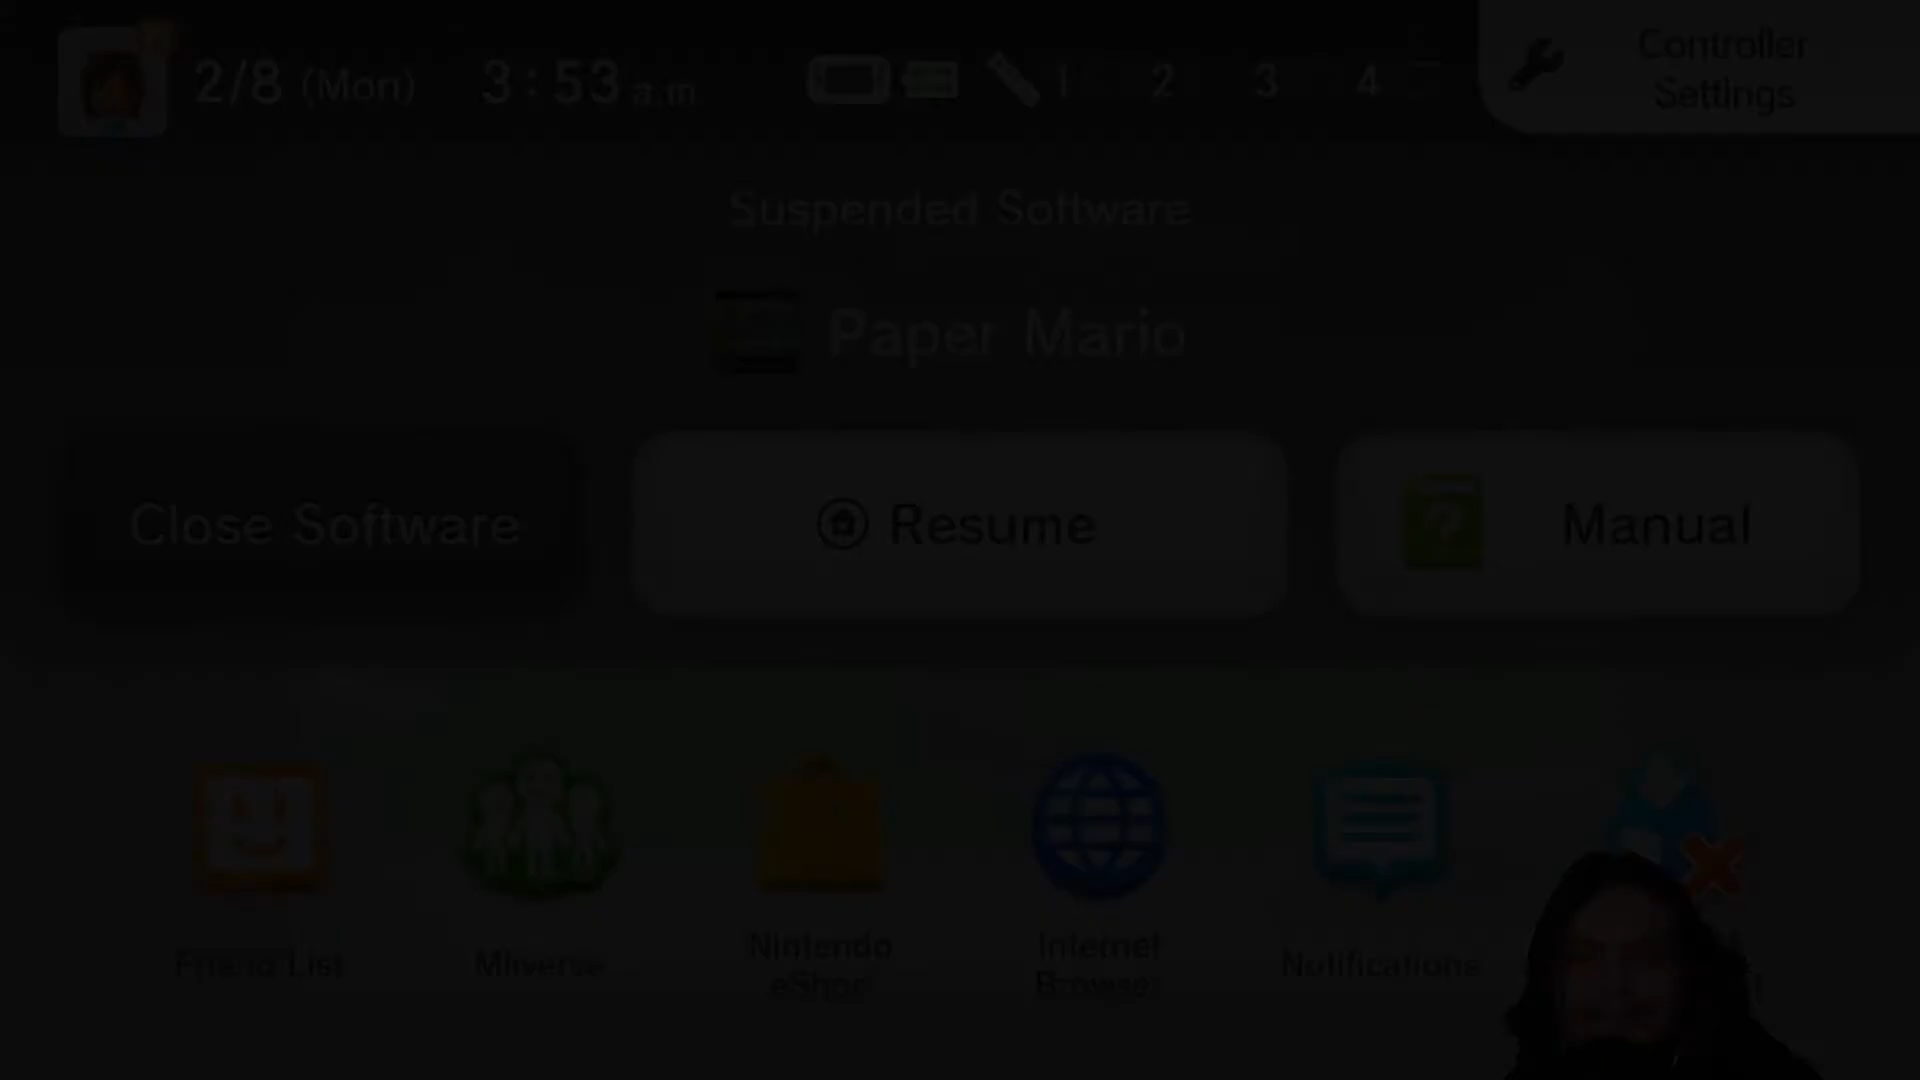 2/8 (Mon) 3:53 a.m. 1 2 3 4
Controller
Settings
Suspended Software
Paper Mario
Close Software
Resume
? Manual
Friend List
Miiverse
Nintendo
eShop
Internet
Browser
Notifications